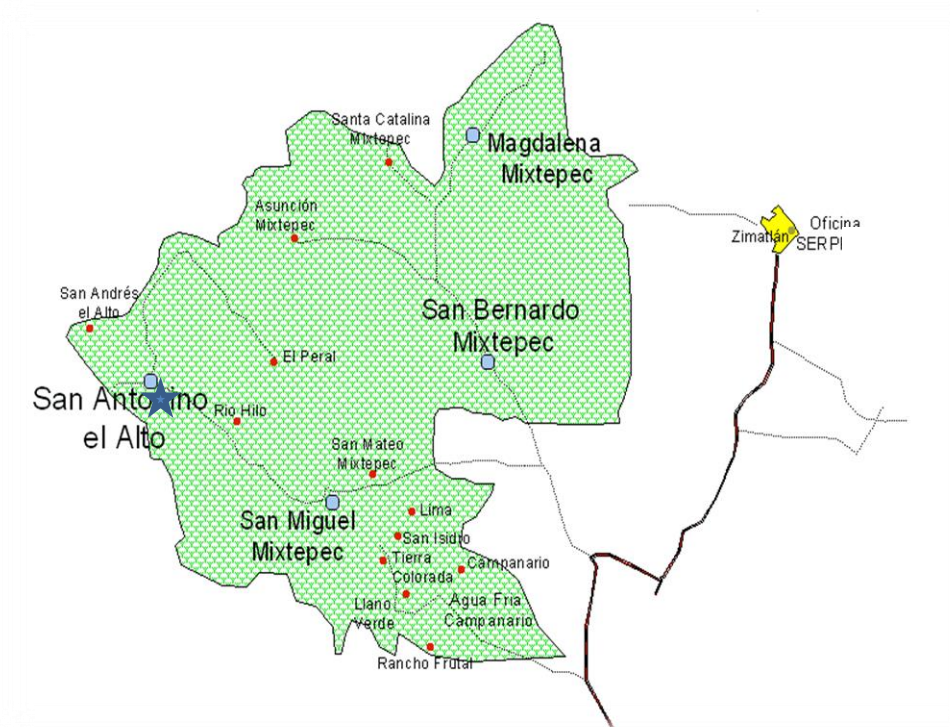 Santa Catalina
Mixtepec
Magdalena
Mixtepec
Asunción
Mixtepec
Oficina
Zimatlán
SERPI
San Andrés
el Alto
San Bernardo
Mixtepec
El Peral
San Antonino
el Alto
Rio Hilo
San Mateo
Mixtepec
San Miguel
Mixtepec
Lima
San Isidro
Tierra
Colorada
Campanario
Llano
Verde
Agua Fria
Campanario
Rancho Frutal